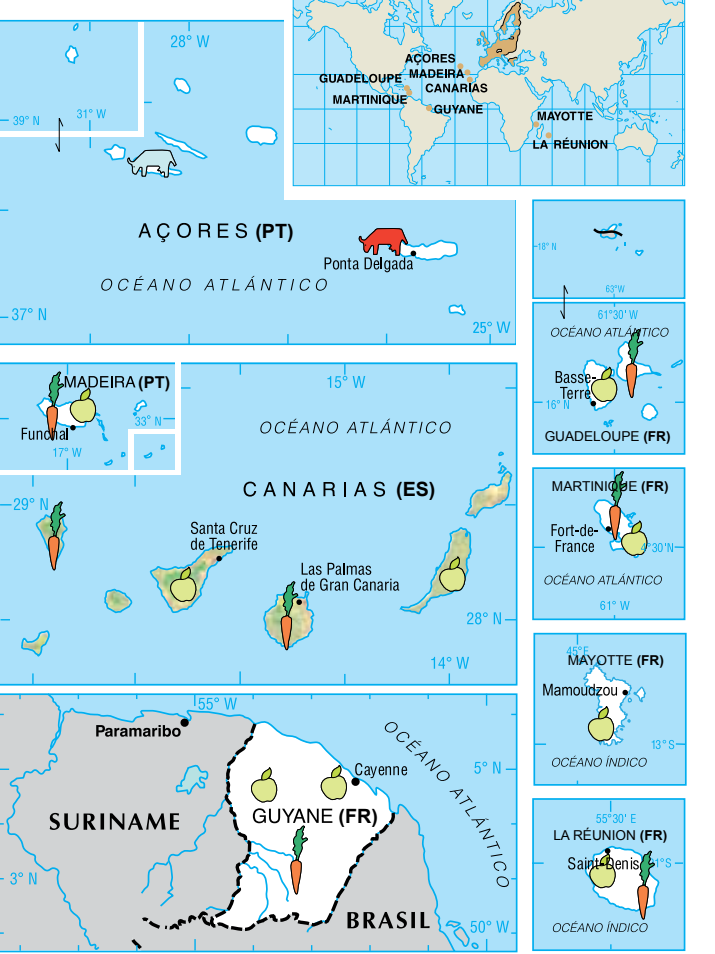 28° W
39° N
31° W
AÇORES (PT)
Ponta Delgada
OCÉANO ATLÁNTICO
37° N
25° W
AÇORES
MADEIRA
CANARIAS
GUADELOUPE
MARTINIQUE
GUYANE
MAYOTTE
LA RÉUNION
18° N
63°W
61°30' W
OCÉANO ATLÁNTICO
Basse-
Terre
16° N
GUADELOUPE (FR)
MADEIRA (PT)
Funchal
33° N
17° W
15° W
OCÉANO ATLÁNTICO
CANARIAS (ES)
29° N
Santa Cruz
de Tenerife
Las Palmas
de Gran Canaria
28° N
14° W
MARTINIQUE (FR)
Fort-de-
France
4°30'N
OCÉANO ATLÁNTICO
61° W
45°E
MAYOTTE (FR)
Mamoudzou
13°S
OCÉANO ÍNDICO
55° W
Paramaribo
OCÉANO ATLÁNTICO
5° N
Cayenne
GUYANE (FR)
SURINAME
3° N
BRASIL
50° W
55°30' E
LA RÉUNION (FR)
Saint-Denis
1°S
OCÉANO ÍNDICO